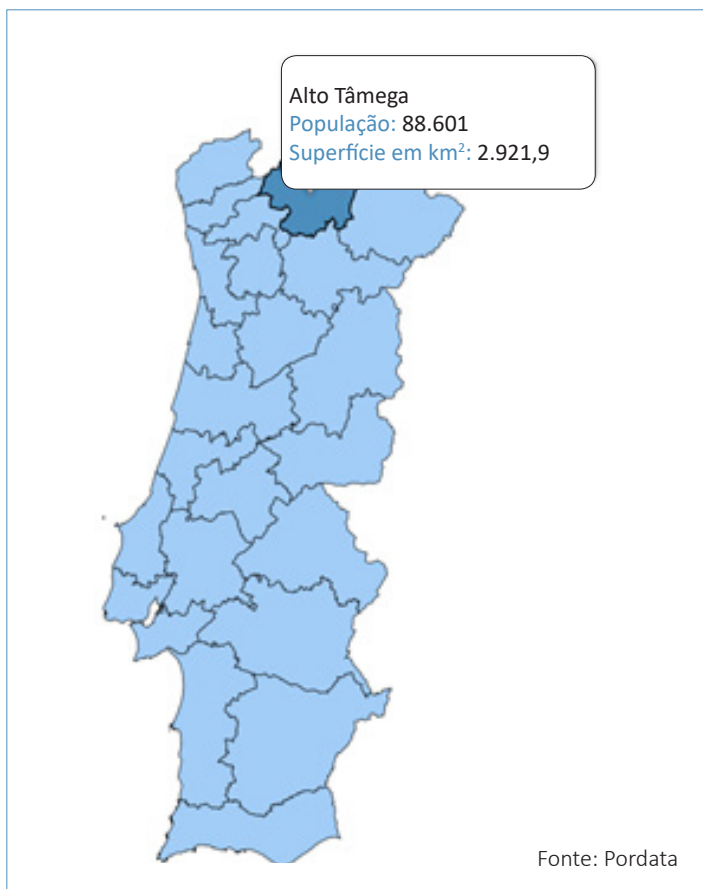 Alto Tâmega
População: 88.601
Superfície em km²: 2.921,9
Fonte: Pordata